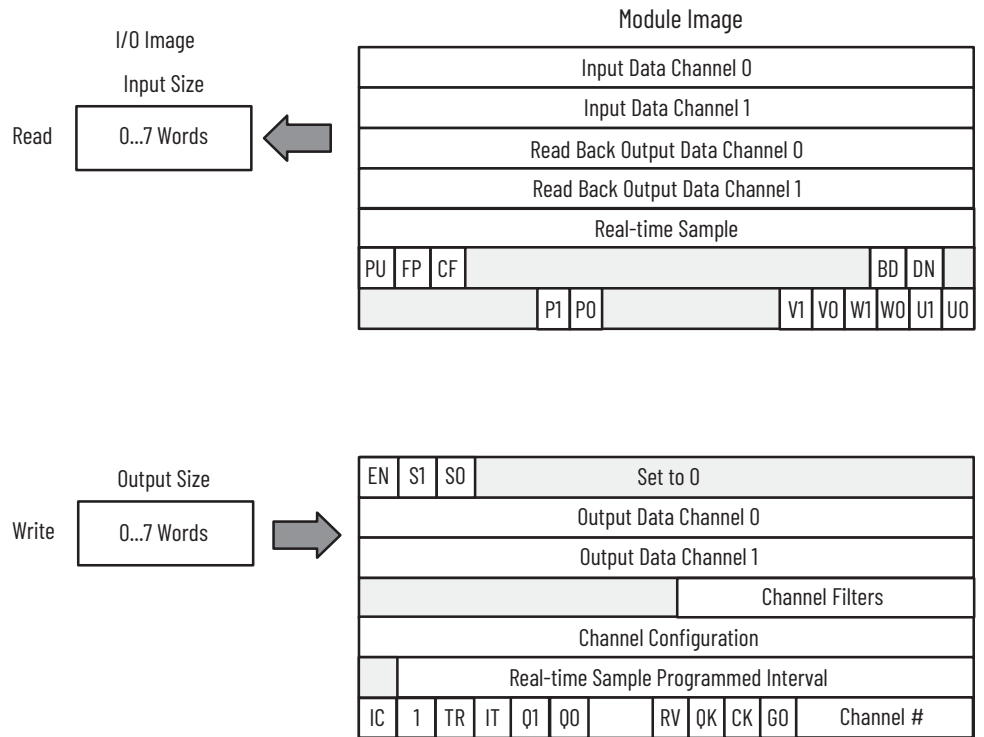 Module Image
I/O Image
Input Size
Read
0...7 Words
Input Data Channel 0
Input Data Channel 1
Read Back Output Data Channel 0
Read Back Output Data Channel 1
Real-time Sample
PU FP CF BD DN
P1 P0 V1 V0 W1 W0 U1 U0
Output Size
Write
0...7 Words
EN S1 S0 Set to 0
Output Data Channel 0
Output Data Channel 1
Channel Filters
Channel Configuration
Real-time Sample Programmed Interval
IC 1 TR IT Q1 Q0 RV QK CK GO Channel #